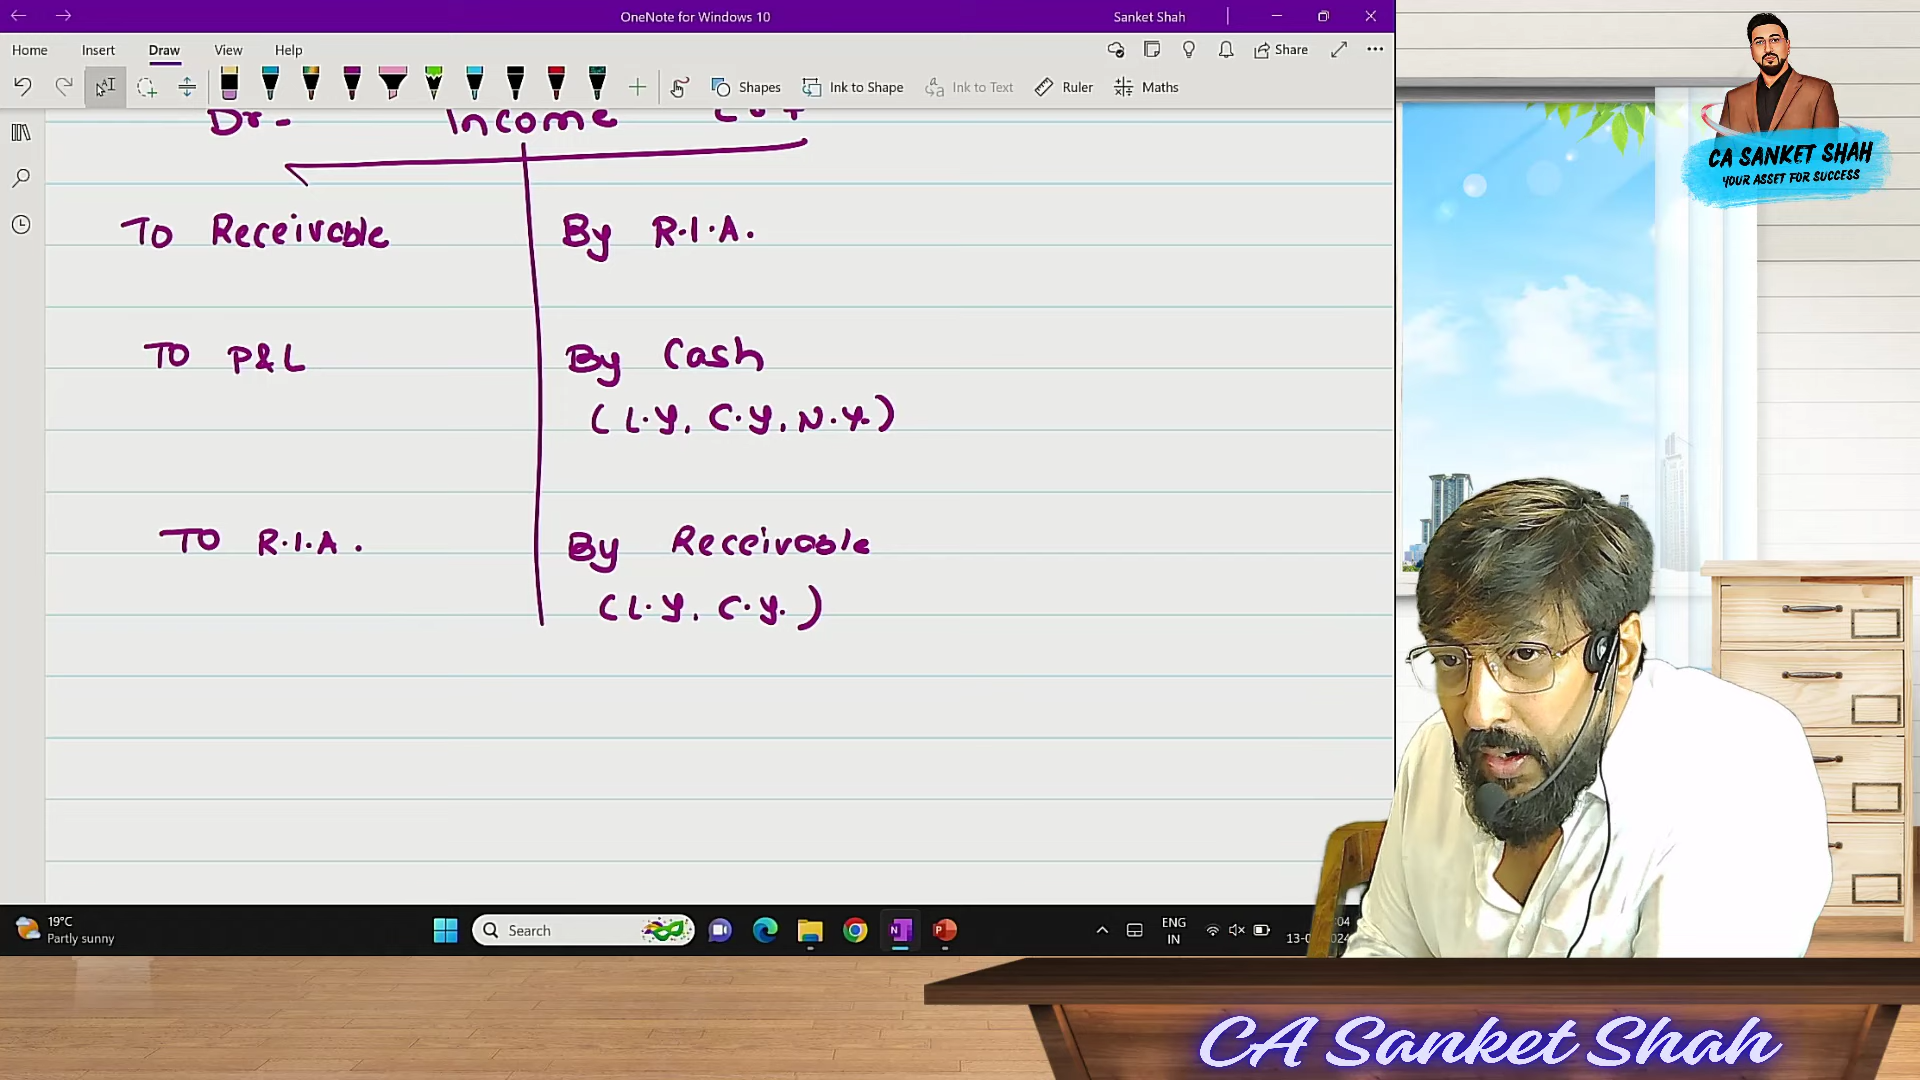 OneNote for Windows 10
Sanket Shah
Home Insert Draw View Help
Share
Shapes Ink to Shape Ink to Text Ruler Maths
Dr. Income
To Receivable By R.I.A.
To P&L By Cash
(L.Y, C.Y, N.Y.)
To R.I.A. By Receivable
(L.Y, C.Y.)
CA SANKET SHAH
YOUR ASSET FOR SUCCESS
19°C
Partly sunny
Search
ENG
IN
CA Sanket Shah